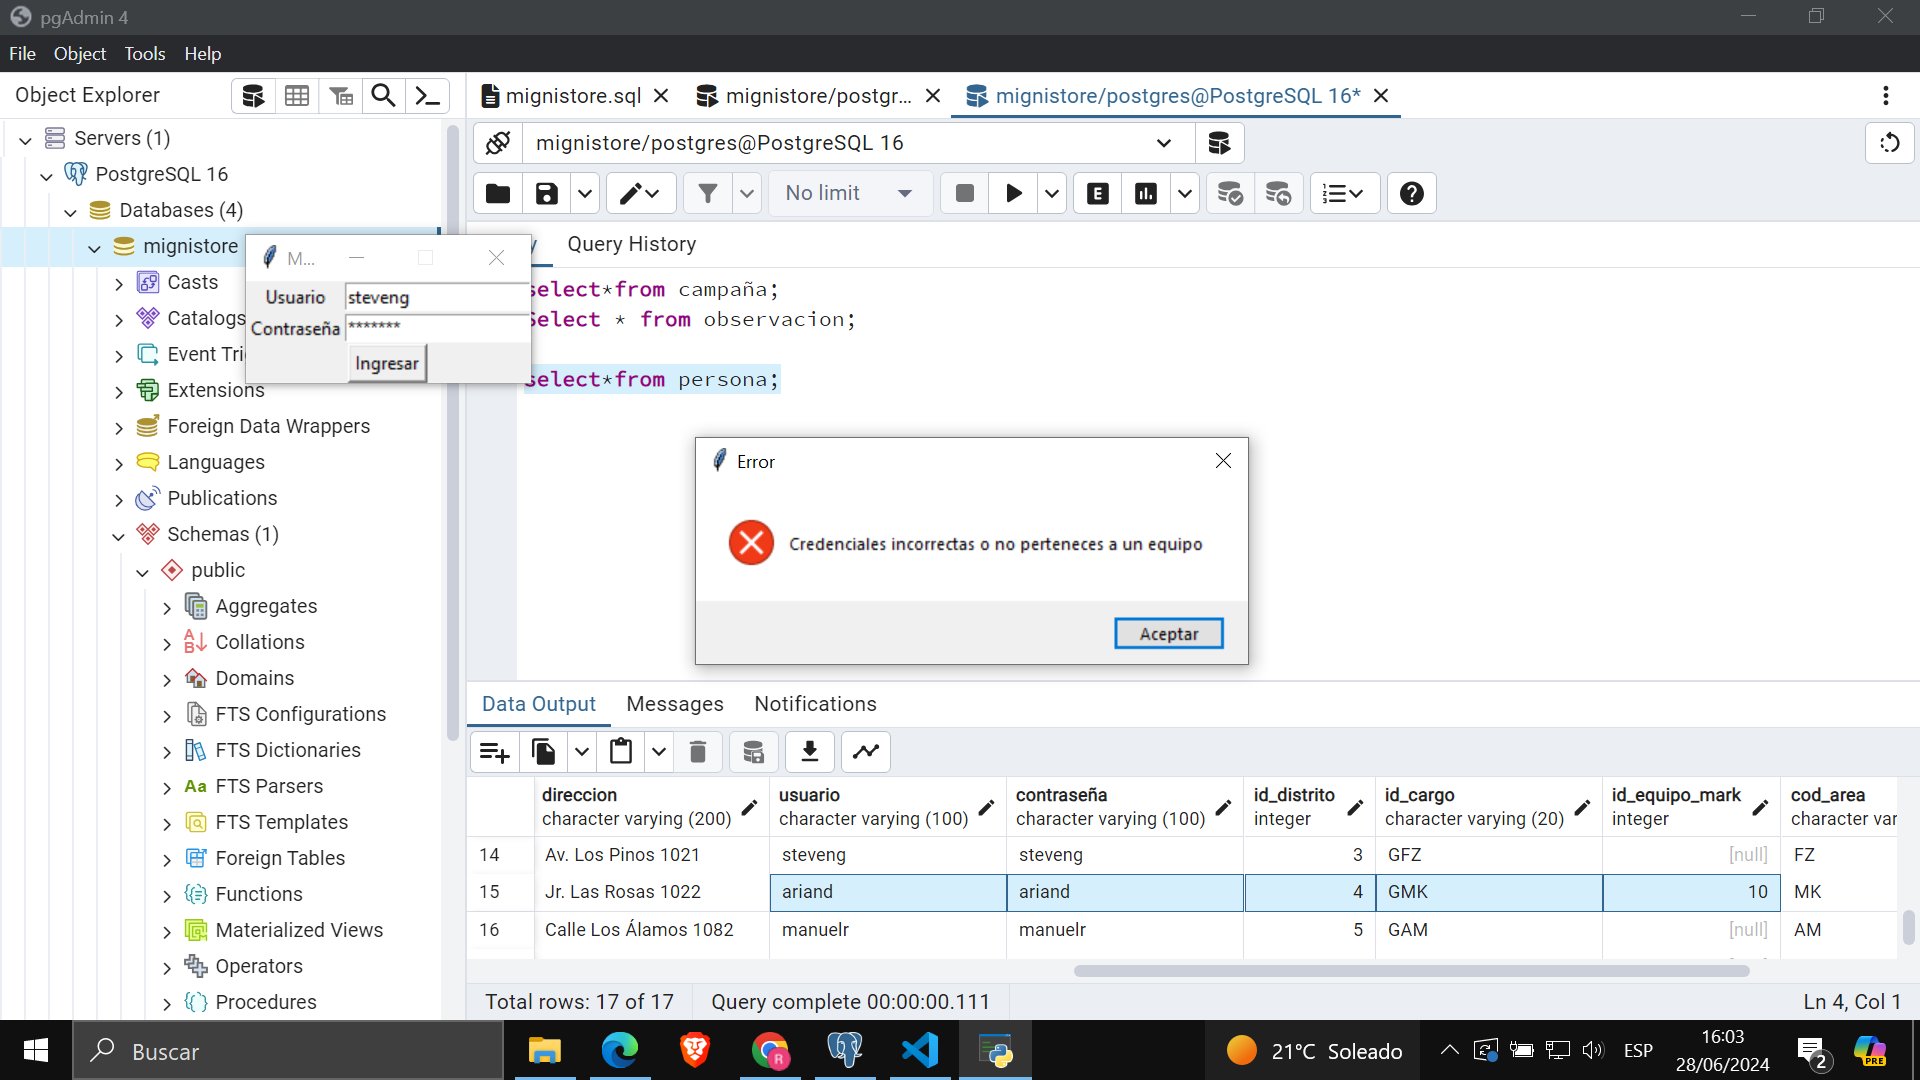 pgAdmin 4
File Object Tools Help
Object Explorer
mignistore.sql
mignistore/postgr...
mignistore/postgres@PostgreSQL 16*
Servers (1)
PostgreSQL 16
Databases (4)
mignistore
Casts
Catalogs
Event Tri
Extensions
Foreign Data Wrappers
Languages
Publications
Schemas (1)
public
Aggregates
Collations
Domains
FTS Configurations
FTS Dictionaries
FTS Parsers
FTS Templates
Foreign Tables
Functions
Materialized Views
Operators
Procedures
M...
Usuario steveng
Contraseña *******
Ingresar
mignistore/postgres@PostgreSQL 16
No limit
Query History
select*from campaña;
Select * from observacion;
select*from persona;
Error
Credenciales incorrectas o no perteneces a un equipo
Aceptar
Data Output Messages Notifications
direccion usuario contraseña id_distrito id_cargo id_equipo_mark cod_area
character varying (200) character varying (100) character varying (100) integer character varying (20) integer character var
14 Av. Los Pinos 1021 steveng steveng 3 GFZ [null] FZ
15 Jr. Las Rosas 1022 ariand ariand 4 GMK 10 MK
16 Calle Los Álamos 1082 manuelr manuelr 5 GAM [null] AM
Total rows: 17 of 17 Query complete 00:00:00.111 Ln 4, Col 1
Buscar
21°C Soleado
ESP
16:03
28/06/2024
2
PRE